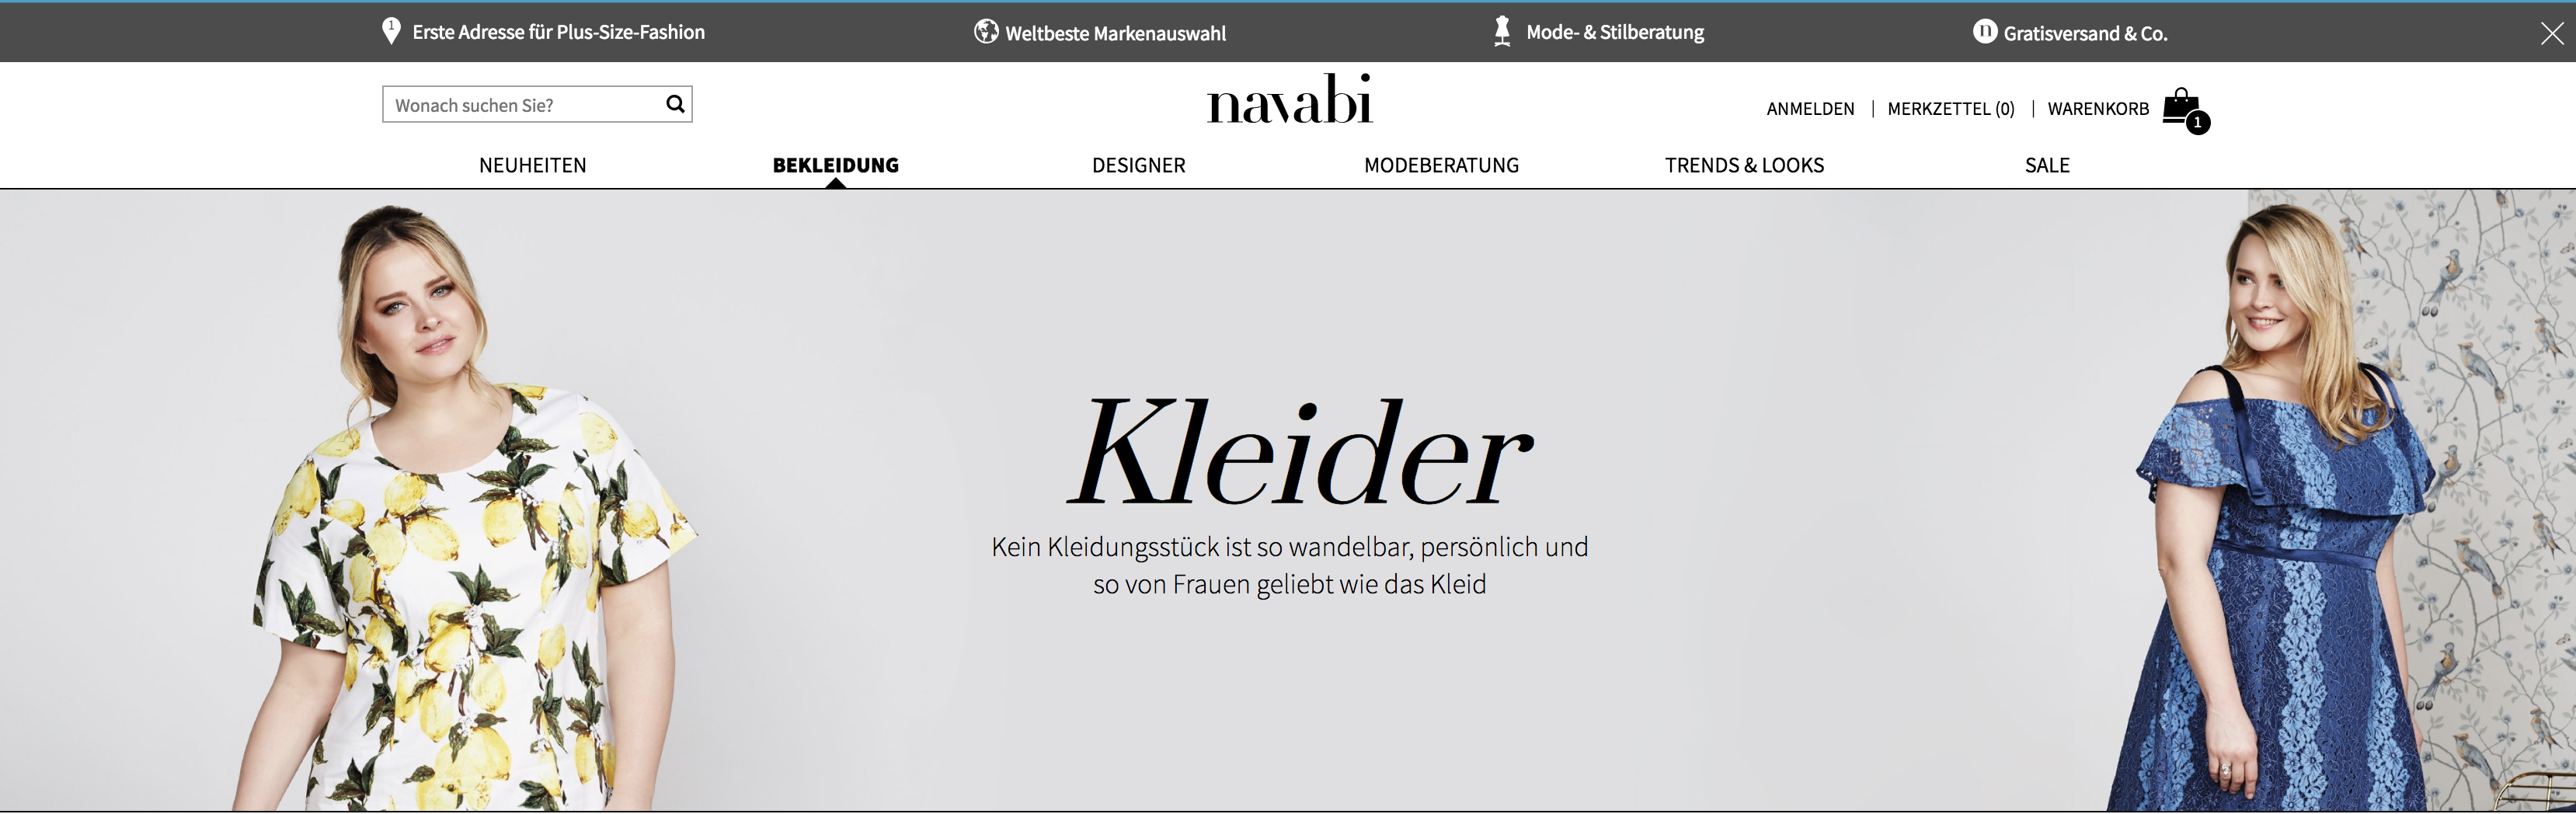 1 Erste Adresse für Plus-Size-Fashion
Weltbeste Markenauswahl
Mode- & Stilberatung
n Gratisversand & Co.
Wonach suchen Sie?
navabi
ANMELDEN | MERKZETTEL (0) | WARENKORB 1
NEUHEITEN
BEKLEIDUNG
DESIGNER
MODEBERATUNG
TRENDS & LOOKS
SALE
Kleider
Kein Kleidungsstück ist so wandelbar, persönlich und
so von Frauen geliebt wie das Kleid